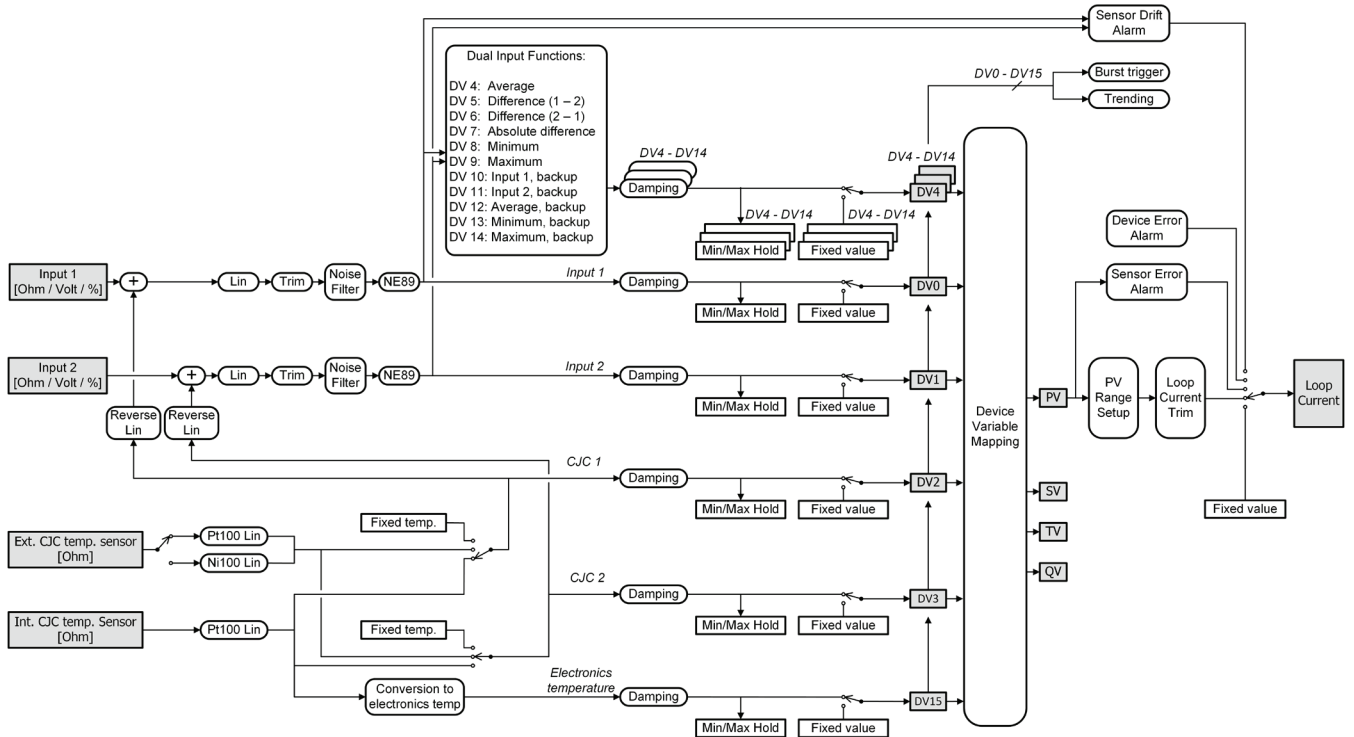 Sensor Drift
Alarm
Dual Input Functions:
DV 4: Average
DV 5: Difference (1 – 2)
DV 6: Difference (2 – 1)
DV 7: Absolute difference
DV 8: Minimum
DV 9: Maximum
DV 10: Input 1, backup
DV 11: Input 2, backup
DV 12: Average, backup
DV 13: Minimum, backup
DV 14: Maximum, backup
DV0 - DV15
Burst trigger
Trending
DV4 - DV14
Damping
DV4 - DV14
DV4
DV4 - DV14
Min/Max Hold
DV4 - DV14
Fixed value
Device Error
Alarm
Input 1
[Ohm / Volt / %]
+
Lin
Trim
Noise
Filter
NE89
Input 1
Damping
Min/Max Hold
Fixed value
DV0
Sensor Error
Alarm
Input 2
[Ohm / Volt / %]
+
Lin
Trim
Noise
Filter
NE89
Input 2
Damping
Min/Max Hold
Fixed value
DV1
Device
Variable
Mapping
PV
PV
Range
Setup
Loop
Current
Trim
Loop
Current
Reverse
Lin
Reverse
Lin
CJC 1
Damping
Min/Max Hold
Fixed value
DV2
SV
Fixed value
TV
QV
Ext. CJC temp. sensor
[Ohm]
Pt100 Lin
Ni100 Lin
Fixed temp.
CJC 2
Damping
Min/Max Hold
Fixed value
DV3
Int. CJC temp. Sensor
[Ohm]
Pt100 Lin
Fixed temp.
Conversion to
electronics temp
Electronics
temperature
Damping
Min/Max Hold
Fixed value
DV15